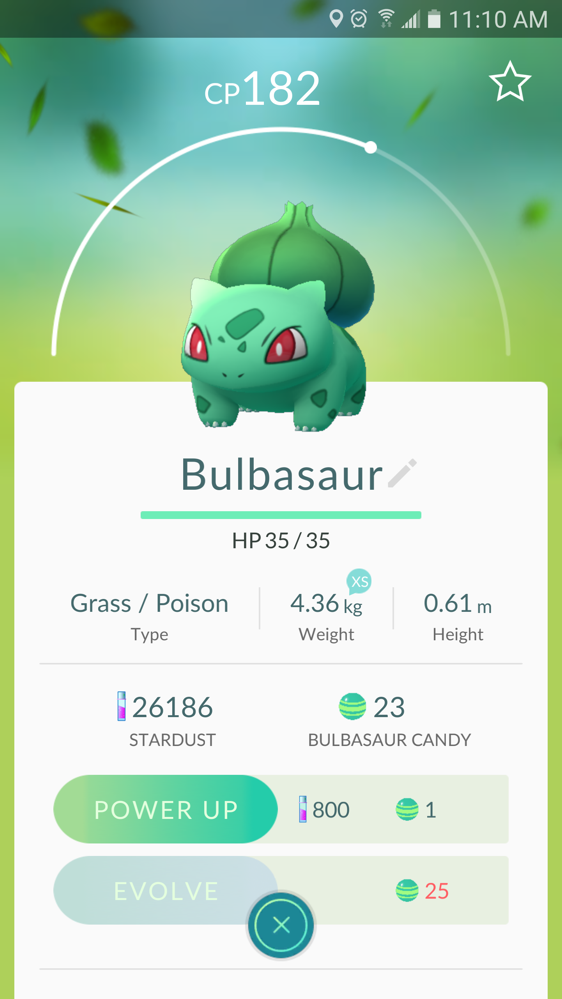 11:10 AM
CP182
Bulbasaur
HP 35 / 35
XS
Grass / Poison 4.36 kg 0.61 m
Type Weight Height
26186 23
STARDUST BULBASAUR CANDY
POWER UP 800 1
EVOLVE 25